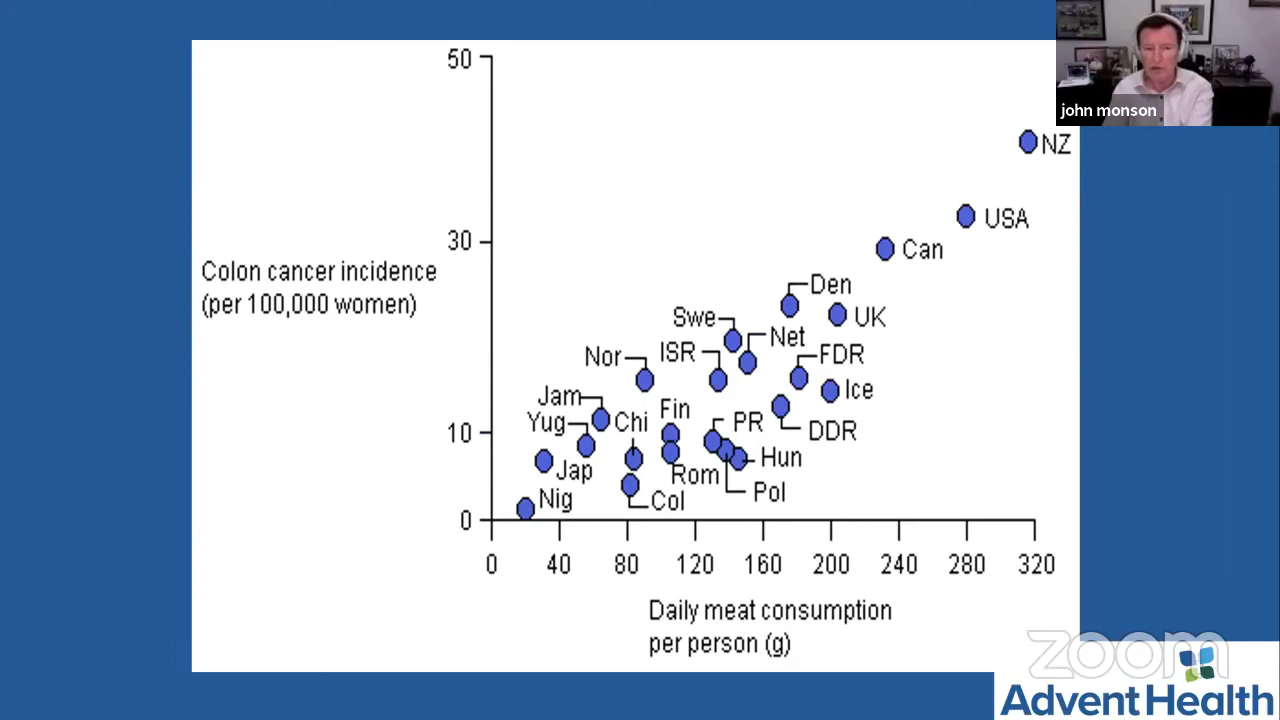 john monson
50
NZ
USA
30
Can
Colon cancer incidence
(per 100,000 women)
Den
Swe
UK
Net
ISR
FDR
Nor
Ice
Jam
Fin
Yug
Chi
PR
10
DDR
Hun
Jap
Rom
Pol
Nig
Col
0
0 40 80 120 160 200 240 280 320
Daily meat consumption
per person (g)
zoom
AdventHealth